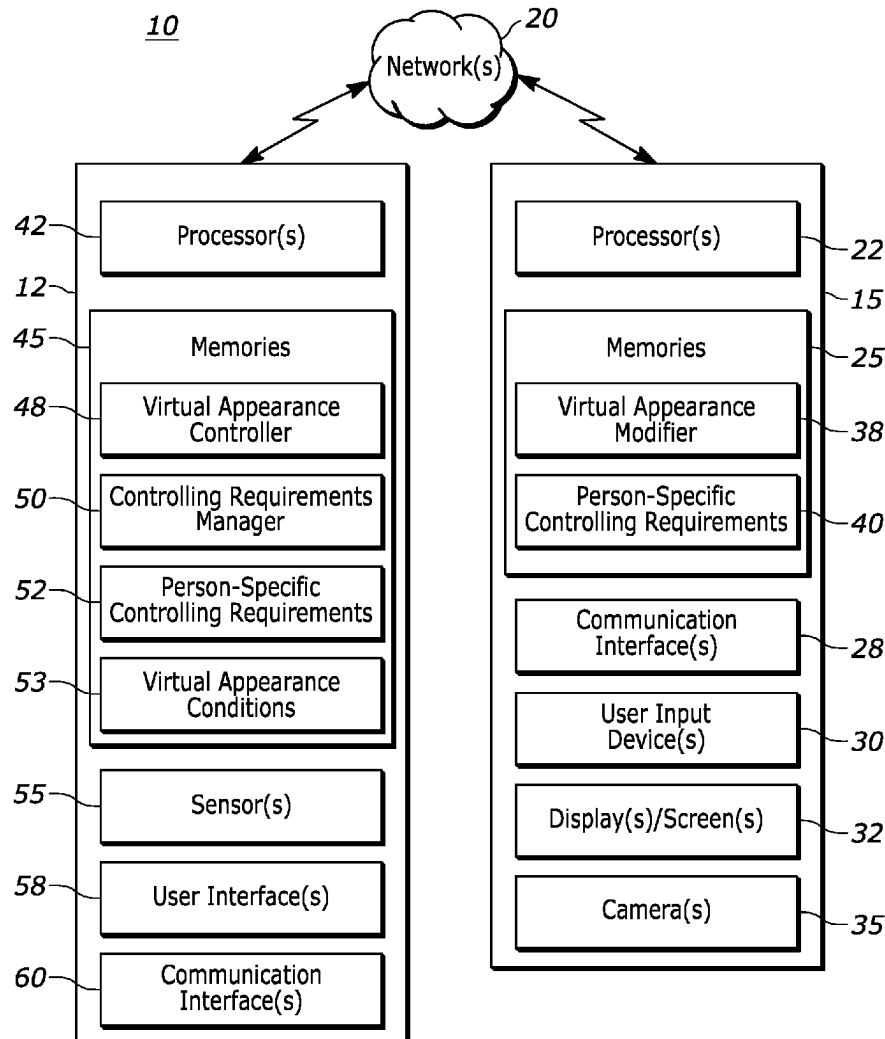 10
20
Network(s)
42
Processor(s)
12
45
Memories
48
Virtual Appearance
Controller
50
Controlling Requirements
Manager
52
Person-Specific
Controlling Requirements
53
Virtual Appearance
Conditions
55
Sensor(s)
58
User Interface(s)
60
Communication
Interface(s)
Processor(s)
22
15
Memories
25
Virtual Appearance
Modifier
38
Person-Specific
Controlling Requirements
40
Communication
Interface(s)
28
User Input
Device(s)
30
Display(s)/Screen(s)
32
Camera(s)
35